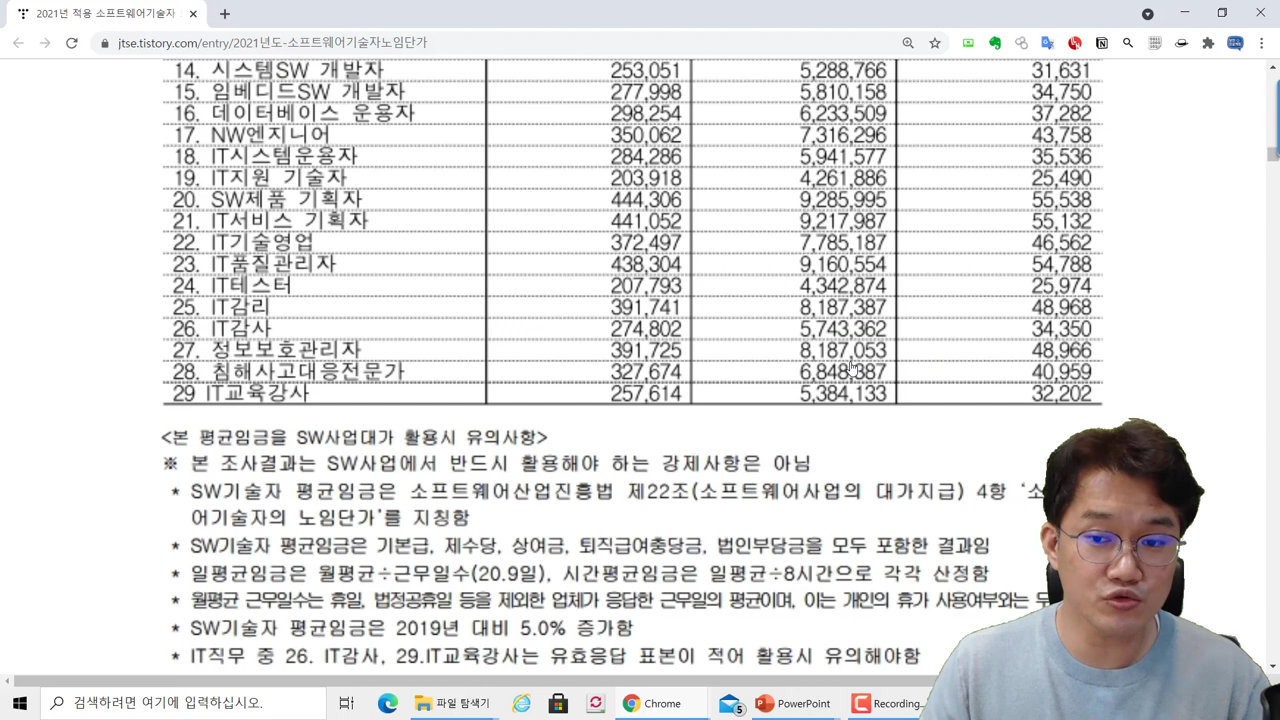 2021년 적용 소프트웨어기술자
jtse.tistory.com/entry/2021년도-소프트웨어기술자노임단가
14. 시스템SW 개발자 253,051 5,288,766 31,631
15. 임베디드SW 개발자 277,998 5,810,158 34,750
16. 데이터베이스 운용자 298,254 6,233,509 37,282
17. NW엔지니어 350,062 7,316,296 43,758
18. IT시스템운용자 284,286 5,941,577 35,536
19. IT지원 기술자 203,918 4,261,886 25,490
20. SW제품 기획자 444,306 9,285,995 55,538
21. IT서비스 기획자 441,052 9,217,987 55,132
22. IT기술영업 372,497 7,785,187 46,562
23. IT품질관리자 438,304 9,160,554 54,788
24. IT테스터 207,793 4,342,874 25,974
25. IT감리 391,741 8,187,387 48,968
26. IT감사 274,802 5,743,362 34,350
27. 정보보호관리자 391,725 8,187,053 48,966
28. 침해사고대응전문가 327,674 6,848,387 40,959
29 IT교육강사 257,614 5,384,133 32,202
<본 평균임금을 SW사업대가 활용시 유의사항>
※ 본 조사결과는 SW사업에서 반드시 활용해야 하는 강제사항은 아님
* SW기술자 평균임금은 소프트웨어산업진흥법 제22조(소프트웨어사업의 대가지급) 4항 ‘소
어기술자의 노임단가’를 지칭함
* SW기술자 평균임금은 기본급, 제수당, 상여금, 퇴직급여충당금, 법인부담금을 모두 포함한 결과임
* 일평균임금은 월평균÷근무일수(20.9일), 시간평균임금은 일평균÷8시간으로 각각 산정함
* 월평균 근무일수는 휴일, 법정공휴일 등을 제외한 업체가 응답한 근무일의 평균이며, 이는 개인의 휴가 사용여부와는
* SW기술자 평균임금은 2019년 대비 5.0% 증가함
* IT직무 중 26. IT감사, 29.IT교육강사는 유효응답 표본이 적어 활용시 유의해야함
검색하려면 여기에 입력하십시오.
파일 탐색기
Chrome
5
PowerPoint
Recording...